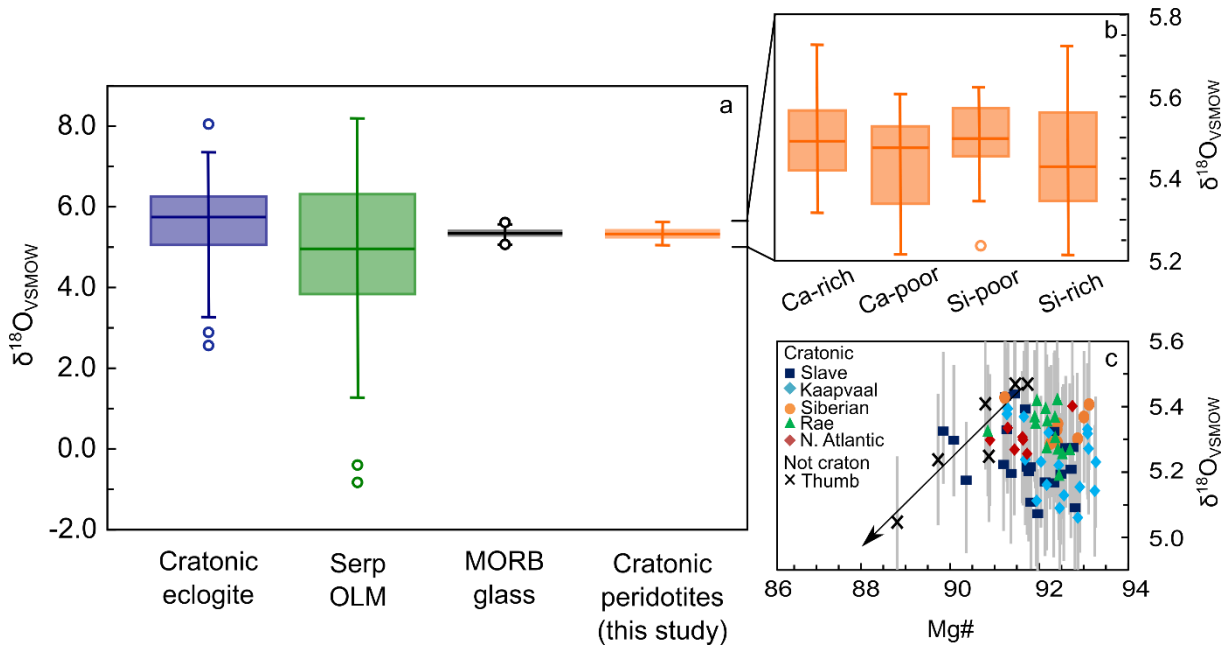 a
8.0
6.0
4.0
2.0
0.0
-2.0
δ18OVSMOW
Cratonic
eclogite
Serp
OLM
MORB
glass
Cratonic
peridotites
(this study)
b
5.8
5.6
5.4
5.2
δ18OVSMOW
Ca-rich
Ca-poor
Si-poor
Si-rich
c
Cratonic
Slave
Kaapvaal
Siberian
Rae
N. Atlantic
Not craton
Thumb
5.6
5.4
5.2
5.0
δ18OVSMOW
86
88
90
92
94
Mg#